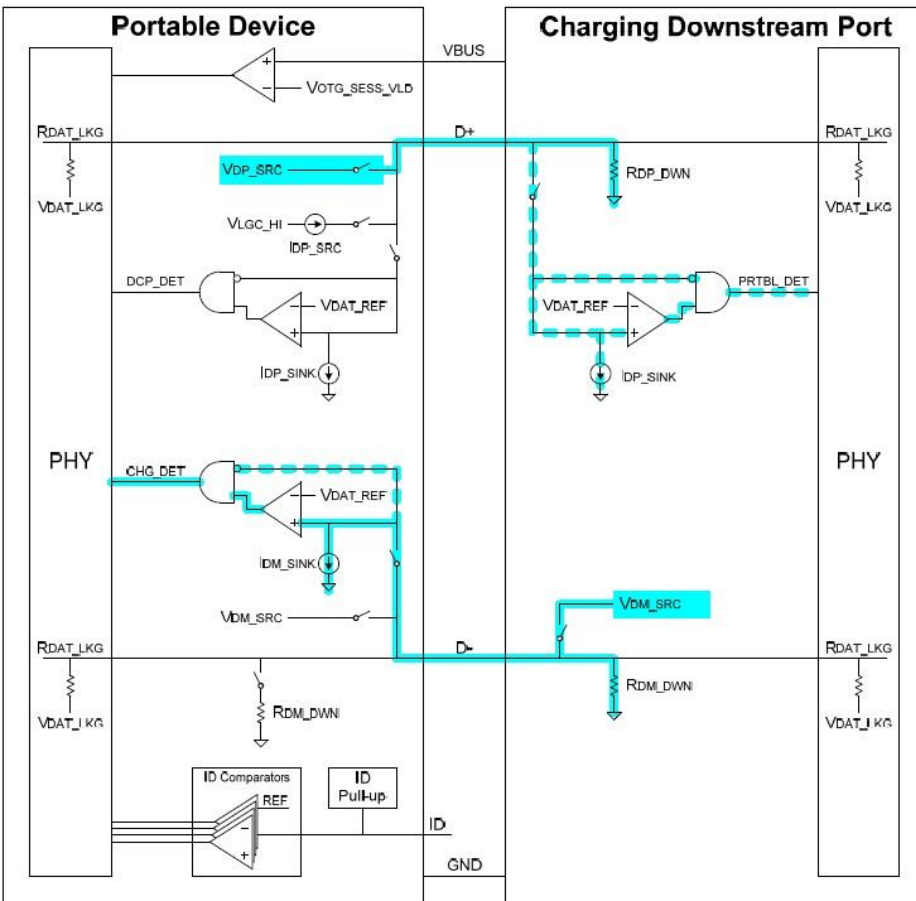 Portable Device
Charging Downstream Port
VBUS
VOTG_SESS_VLD
RDAT_LKG
D+
RDAT_LKG
VDP_SRC
RDP_DWN
VDAT_LKG
VDAT_LKG
VLGC_HI
IDP_SRC
DCP_DET
PRTBL_DET
VDAT_REF
VDAT_REF
IDP_SINK
IDP_SINK
PHY
CHG_DET
PHY
VDAT_REF
IDM_SINK
VDM_SRC
VDM_SRC
RDAT_LKG
D-
RDAT_LKG
RDM_DWN
RDM_DWN
VDAT_LKG
VDAT_LKG
ID Comparators
ID
Pull-up
REF
ID
GND